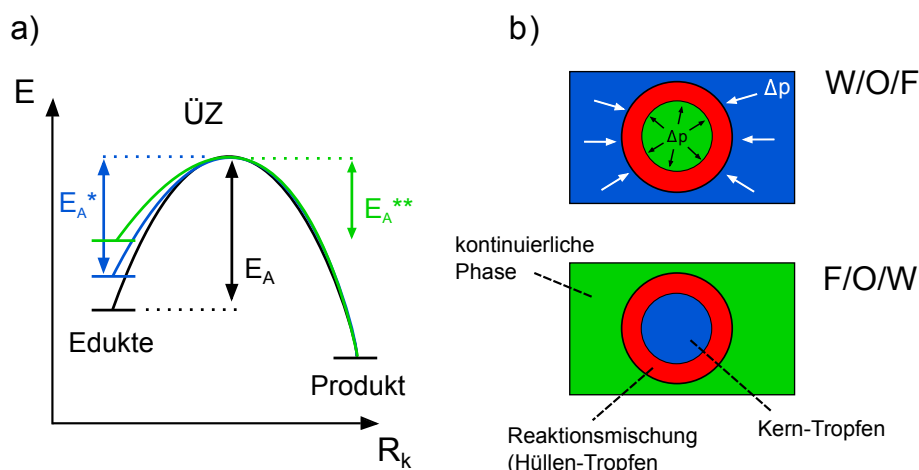 a)
E
ÜZ
E_A*
E_A
E_A**
Edukte
Produkt
R_k
b)
W/O/F
Δp
Δp
kontinuierliche
Phase
F/O/W
Reaktionsmischung
(Hüllen-Tropfen
Kern-Tropfen